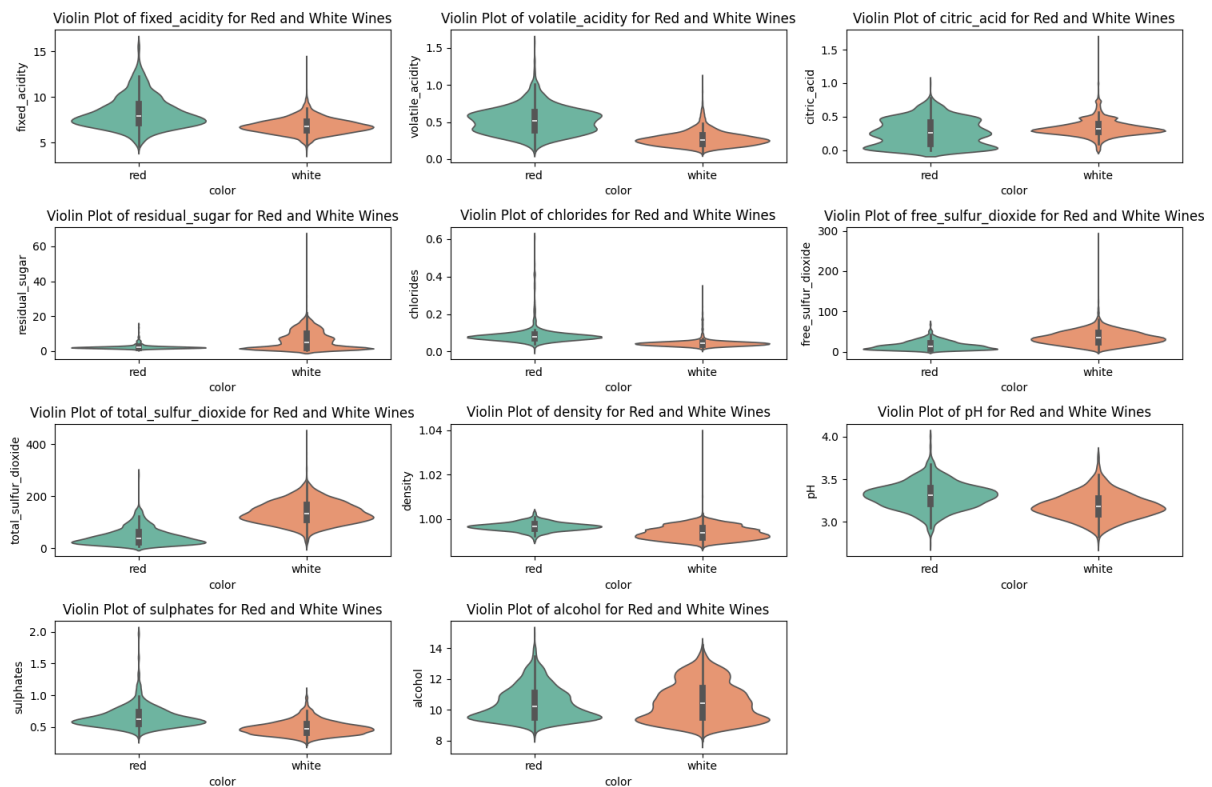 Violin Plot of fixed_acidity for Red and White Wines
fixed_acidity
15
10
5
red
white
color
Violin Plot of volatile_acidity for Red and White Wines
volatile_acidity
1.5
1.0
0.5
0.0
red
white
color
Violin Plot of citric_acid for Red and White Wines
citric_acid
1.5
1.0
0.5
0.0
red
white
color
Violin Plot of residual_sugar for Red and White Wines
residual_sugar
60
40
20
0
red
white
color
Violin Plot of chlorides for Red and White Wines
chlorides
0.6
0.4
0.2
0.0
red
white
color
Violin Plot of free_sulfur_dioxide for Red and White Wines
free_sulfur_dioxide
300
200
100
0
red
white
color
Violin Plot of total_sulfur_dioxide for Red and White Wines
total_sulfur_dioxide
400
200
0
red
white
color
Violin Plot of density for Red and White Wines
density
1.04
1.02
1.00
red
white
color
Violin Plot of pH for Red and White Wines
pH
4.0
3.5
3.0
red
white
color
Violin Plot of sulphates for Red and White Wines
sulphates
2.0
1.5
1.0
0.5
red
white
color
Violin Plot of alcohol for Red and White Wines
alcohol
14
12
10
8
red
white
color